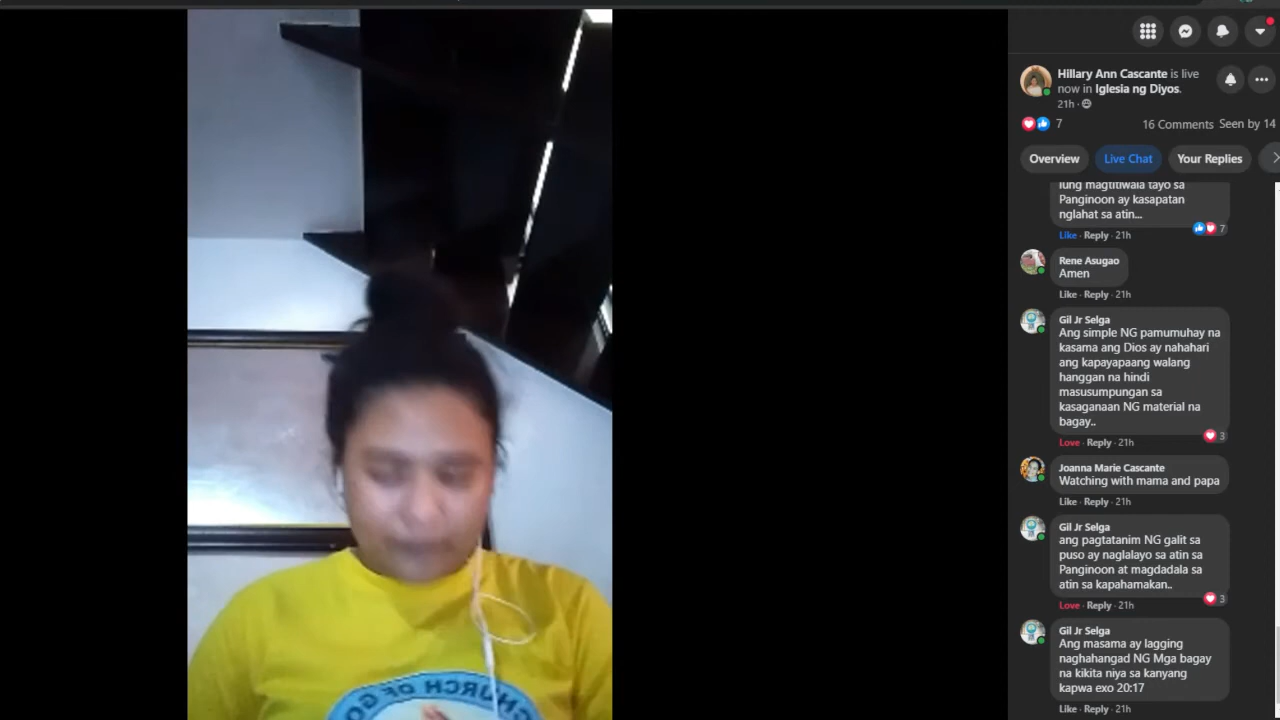 Hillary Ann Cascante is live
now in Iglesia ng Diyos.
21h ·
7
16 Comments Seen by 14
Overview
Live Chat
Your Replies
lung magtitiwala tayo sa
Panginoon ay kasapatan
nglahat sa atin...
Like · Reply · 21h
7
Rene Asugao
Amen
Like · Reply · 21h
Gil Jr Selga
Ang simple NG pamumuhay na
kasama ang Dios ay nahahari
ang kapayapaang walang
hanggan na hindi
masusumpungan sa
kasaganaan NG material na
bagay..
Love · Reply · 21h
3
Joanna Marie Cascante
Watching with mama and papa
Like · Reply · 21h
Gil Jr Selga
ang pagtatanim NG galit sa
puso ay naglalayo sa atin sa
Panginoon at magdadala sa
atin sa kapahamakan..
Love · Reply · 21h
3
Gil Jr Selga
Ang masama ay lagging
naghahangad NG Mga bagay
na kikita niya sa kanyang
kapwa exo 20:17
Like · Reply · 21h
CHURCH OF GO